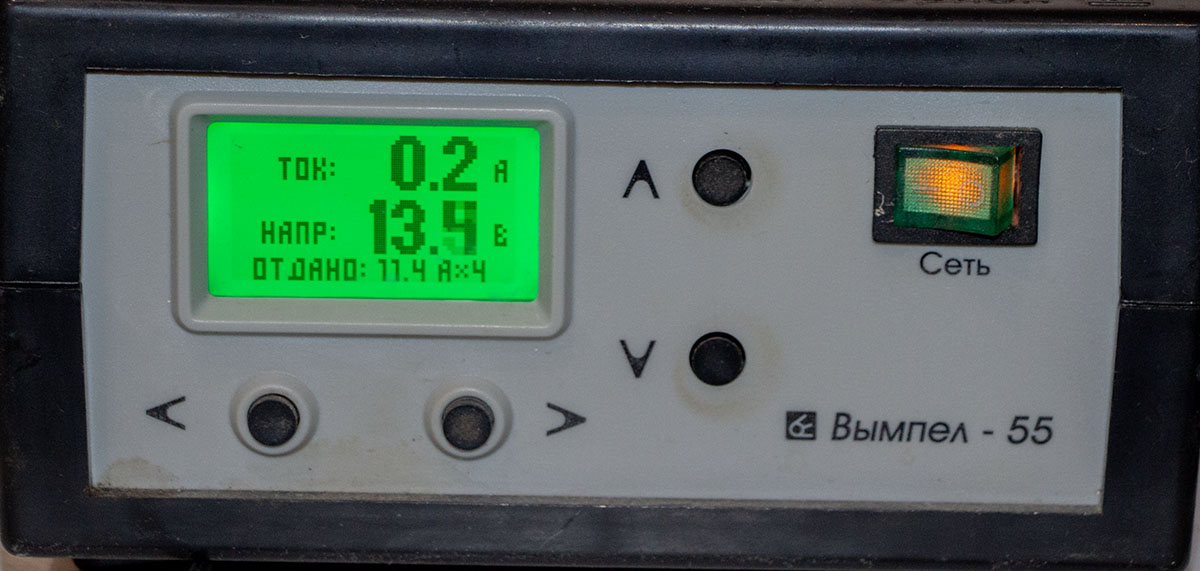 ТОК: 0.2 А
НАПР: 13.4 В
ОТДАНО: 11.4 А×Ч
Сеть
Вымпел - 55